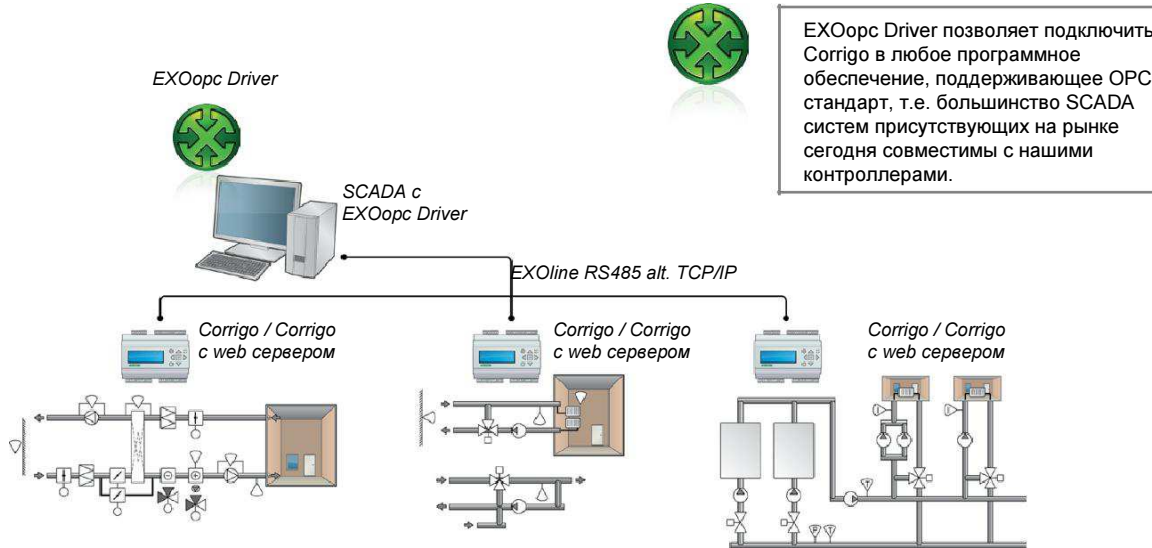 EXOopc Driver позволяет подключить
Corrigo в любое программное
обеспечение, поддерживающее OPC
стандарт, т.е. большинство SCADA
систем присутствующих на рынке
сегодня совместимы с нашими
контроллерами.
EXOopc Driver
SCADA с
EXOopc Driver
EXOline RS485 alt. TCP/IP
Corrigo / Corrigo
с web сервером
Corrigo / Corrigo
с web сервером
Corrigo / Corrigo
с web сервером
T
P T